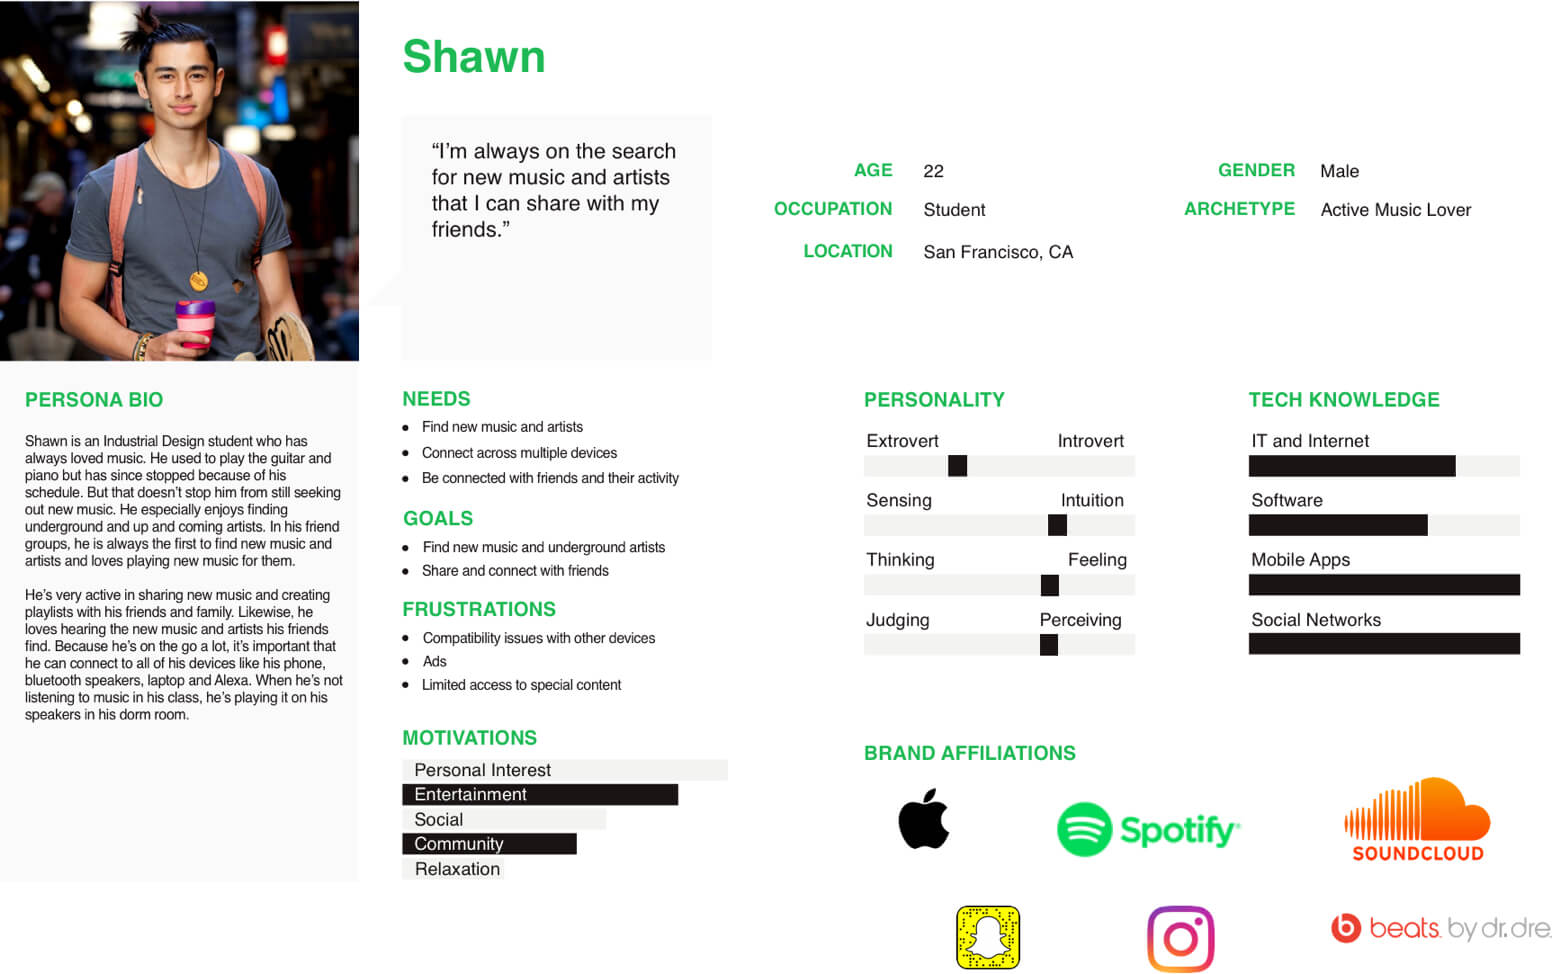 Shawn
“I’m always on the search
for new music and artists
that I can share with my
friends.”
AGE 22
OCCUPATION Student
LOCATION San Francisco, CA
GENDER Male
ARCHETYPE Active Music Lover
PERSONA BIO
Shawn is an Industrial Design student who has
always loved music. He used to play the guitar and
piano but has since stopped because of his
schedule. But that doesn’t stop him from still seeking
out new music. He especially enjoys finding
underground and up and coming artists. In his friend
groups, he is always the first to find new music and
artists and loves playing new music for them.
He’s very active in sharing new music and creating
playlists with his friends and family. Likewise, he
loves hearing the new music and artists his friends
find. Because he’s on the go a lot, it’s important that
he can connect to all of his devices like his phone,
bluetooth speakers, laptop and Alexa. When he’s not
listening to music in his class, he’s playing it on his
speakers in his dorm room.
NEEDS
• Find new music and artists
• Connect across multiple devices
• Be connected with friends and their activity
GOALS
• Find new music and underground artists
• Share and connect with friends
FRUSTRATIONS
• Compatibility issues with other devices
• Ads
• Limited access to special content
MOTIVATIONS
Personal Interest
Entertainment
Social
Community
Relaxation
PERSONALITY
Extrovert Introvert
Sensing Intuition
Thinking Feeling
Judging Perceiving
TECH KNOWLEDGE
IT and Internet
Software
Mobile Apps
Social Networks
BRAND AFFILIATIONS
Spotify
SOUNDCLOUD
b beats. by dr. dre.